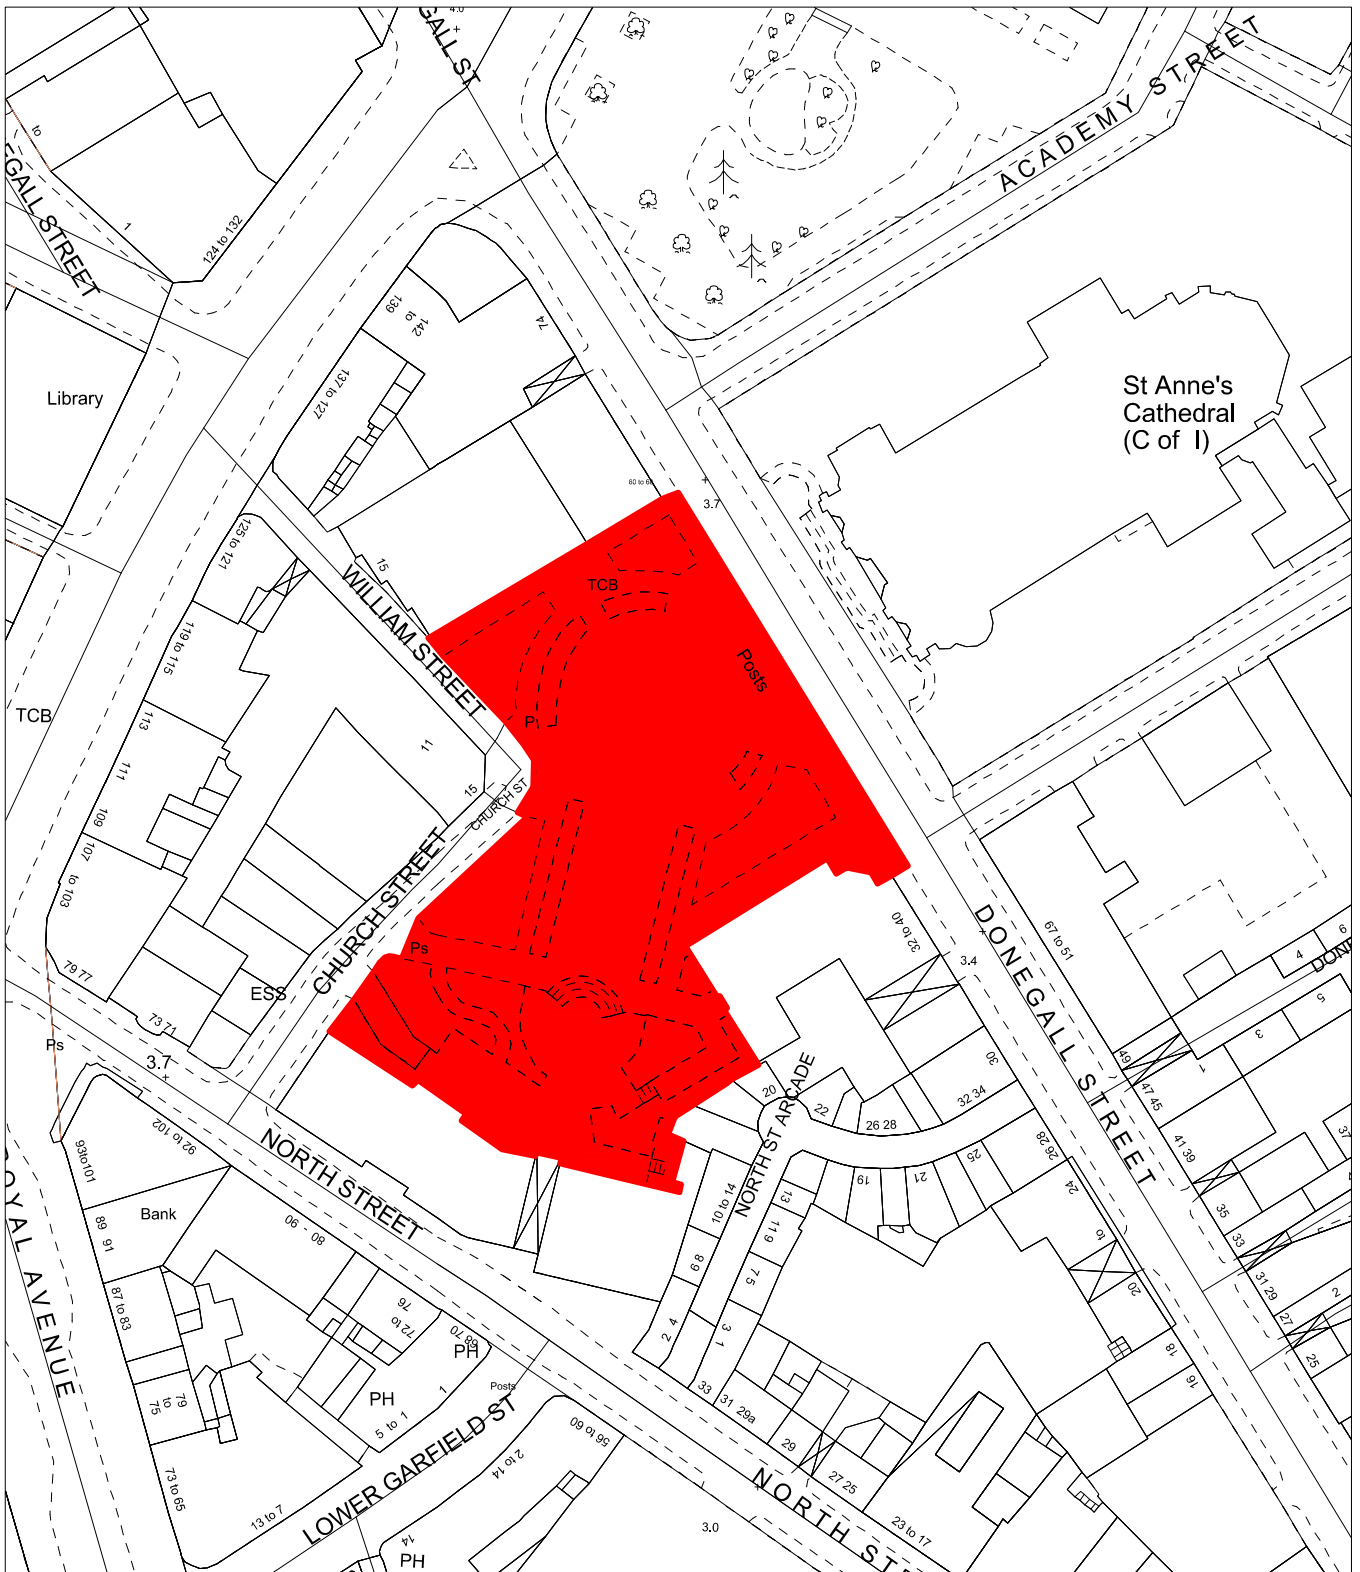 4.0
GALL ST
ACADEMY STREET
to
EGALL STREET
1
124 to 132
139
to
142
74
137 to 127
Library
St Anne's
Cathedral
(C of I)
3.7
125 to 121
15
WILLIAM STREET
TCB
119 to 115
Posts
TCB
113
P
11
111
15
CHURCH ST
109
107
to 103
CHURCH STREET
DONEGALL STREET
32 to 40
67 to 51
6
4
DONE
Ps
3.4
79 77
ESS
5
73 71
3
Ps
3.7
49
47 45
30
20
22
32 34
NORTH ST ARCADE
26 28
92 to 102
93to101
NORTH STREET
26 28
41 39
37
25
21
19
24
13
10 to 14
35
Bank
89
91
90 - 80
11 9
to
33
6 8
7 5
20
31 29
87 to 83
76
72 to
2
27
2 4
3
1
68 70
PH
18
25
ROYAL AVENUE
79
to
75
PH
1
Posts
16
5 to 1
33
31 29a
56 to 60
29
LOWER GARFIELD ST
2 to 14
73 to 65
27 25
NORTH STR
13 to 7
23 to 17
3.0
14
PH